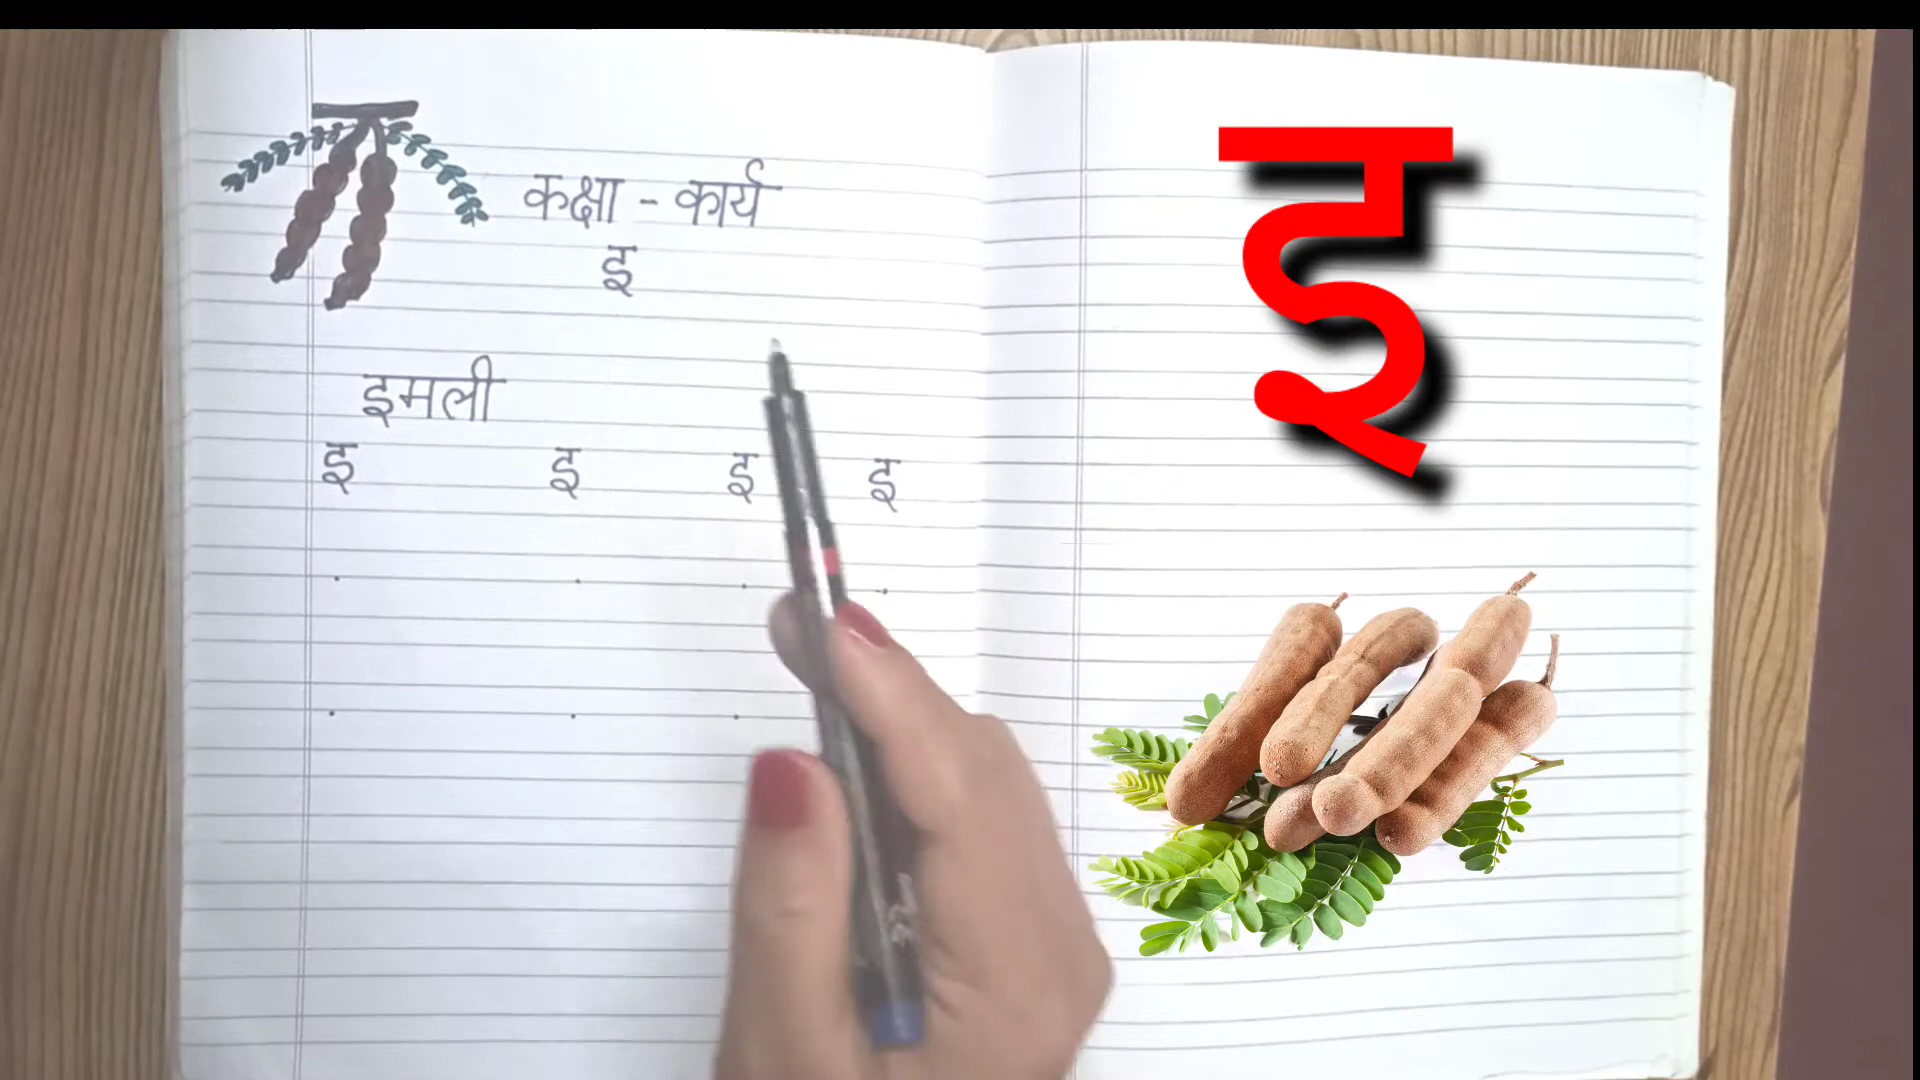 कक्षा - कार्य
इ
इमली
इ इ इ इ
इ